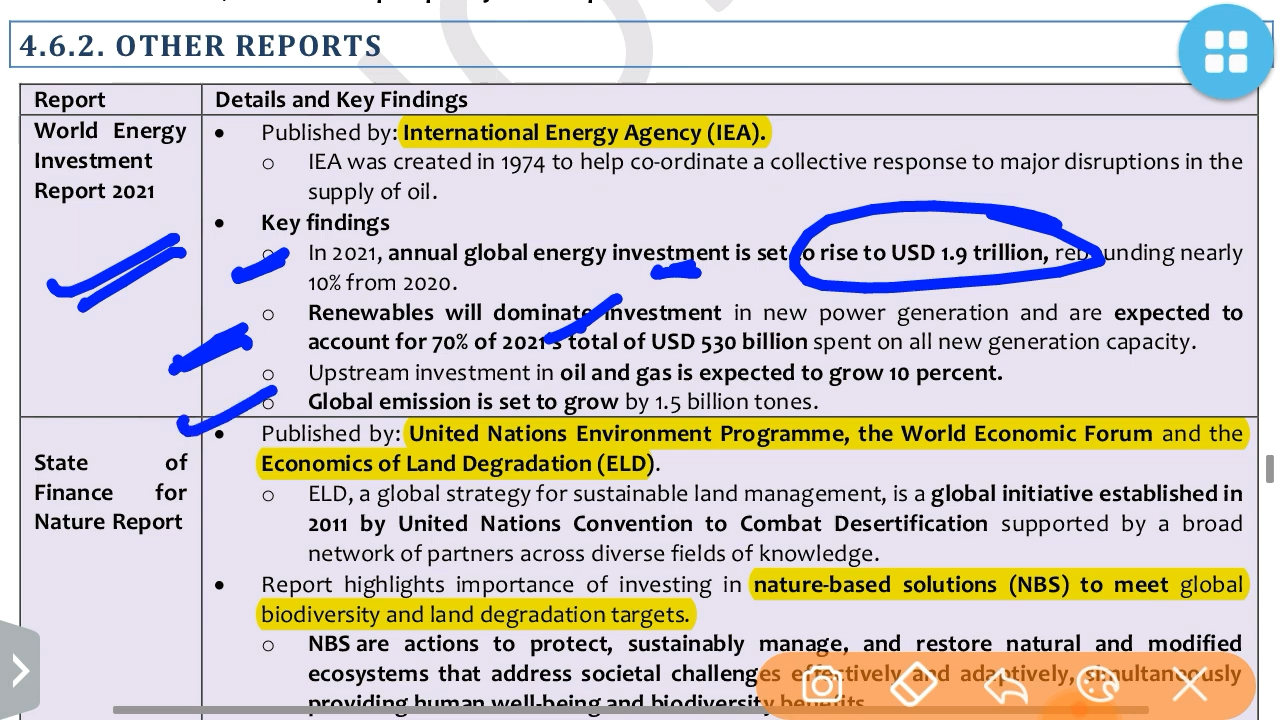 4.6.2. OTHER REPORTS
Report
Details and Key Findings
World Energy
Investment
Report 2021
• Published by: International Energy Agency (IEA).
o IEA was created in 1974 to help co-ordinate a collective response to major disruptions in the
supply of oil.
• Key findings
o In 2021, annual global energy investment is set to rise to USD 1.9 trillion, rebounding nearly
10% from 2020.
o Renewables will dominate investment in new power generation and are expected to
account for 70% of 2021's total of USD 530 billion spent on all new generation capacity.
o Upstream investment in oil and gas is expected to grow 10 percent.
o Global emission is set to grow by 1.5 billion tones.
State of
Finance for
Nature Report
• Published by: United Nations Environment Programme, the World Economic Forum and the
Economics of Land Degradation (ELD).
o ELD, a global strategy for sustainable land management, is a global initiative established in
2011 by United Nations Convention to Combat Desertification supported by a broad
network of partners across diverse fields of knowledge.
• Report highlights importance of investing in nature-based solutions (NBS) to meet global
biodiversity and land degradation targets.
o NBS are actions to protect, sustainably manage, and restore natural and modified
ecosystems that address societal challenges effectively and adaptively, simultaneously
providing human well-being and biodiversity benefits.